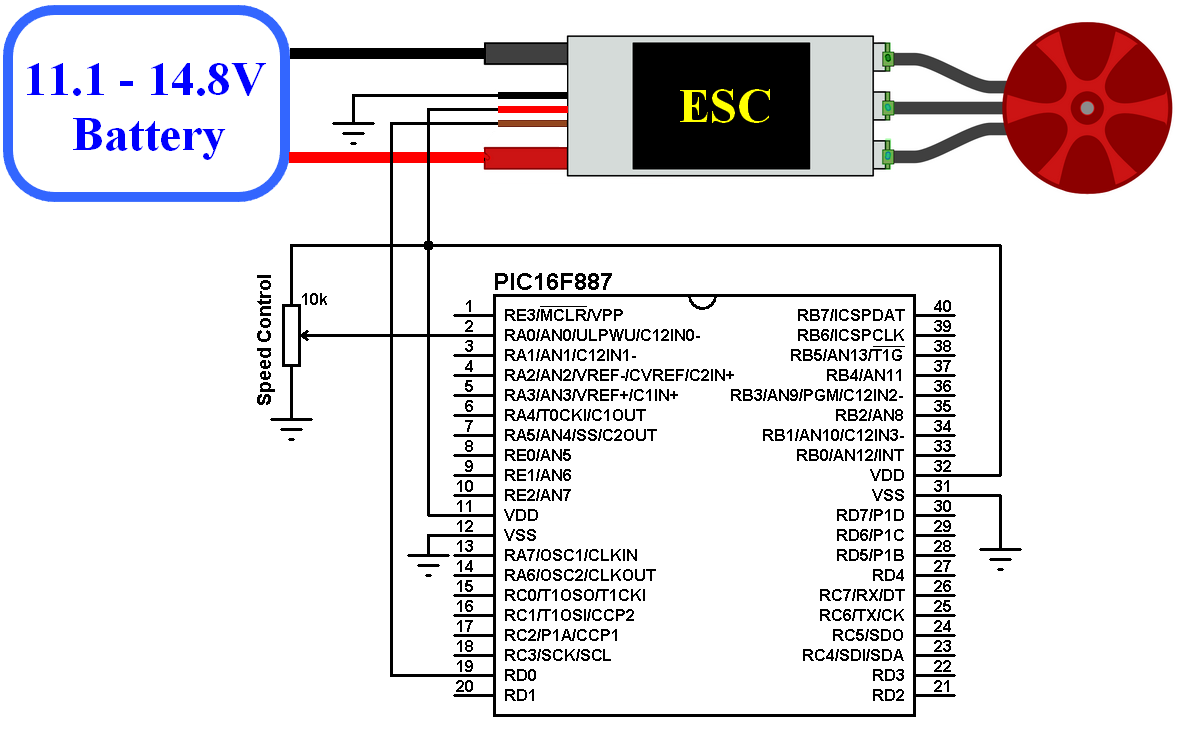 11.1 - 14.8V
Battery
ESC
Speed Control
10k
PIC16F887
1 RE3/MCLR/VPP
2 RA0/AN0/ULPWU/C12IN0-
3 RA1/AN1/C12IN1-
4 RA2/AN2/VREF-/CVREF/C2IN+
5 RA3/AN3/VREF+/C1IN+
6 RA4/T0CKI/C1OUT
7 RA5/AN4/SS/C2OUT
8 RE0/AN5
9 RE1/AN6
10 RE2/AN7
11 VDD
12 VSS
13 RA7/OSC1/CLKIN
14 RA6/OSC2/CLKOUT
15 RC0/T1OSO/T1CKI
16 RC1/T1OSI/CCP2
17 RC2/P1A/CCP1
18 RC3/SCK/SCL
19 RD0
20 RD1
RB7/ICSPDAT 40
RB6/ICSPCLK 39
RB5/AN13/T1G 38
RB4/AN11 37
RB3/AN9/PGM/C12IN2- 36
RB2/AN8 35
RB1/AN10/C12IN3- 34
RB0/AN12/INT 33
VDD 32
VSS 31
RD7/P1D 30
RD6/P1C 29
RD5/P1B 28
RD4 27
RC7/RX/DT 26
RC6/TX/CK 25
RC5/SDO 24
RC4/SDI/SDA 23
RD3 22
RD2 21